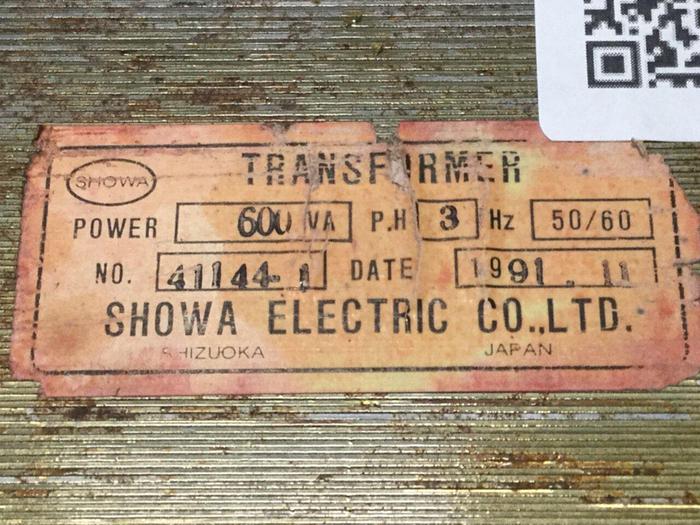 TRANSFORMER
SHOWA
POWER 600 VA P.H 3 Hz 50/60
NO. 41144-1 DATE 1991.11
SHOWA ELECTRIC CO.,LTD.
SHIZUOKA JAPAN